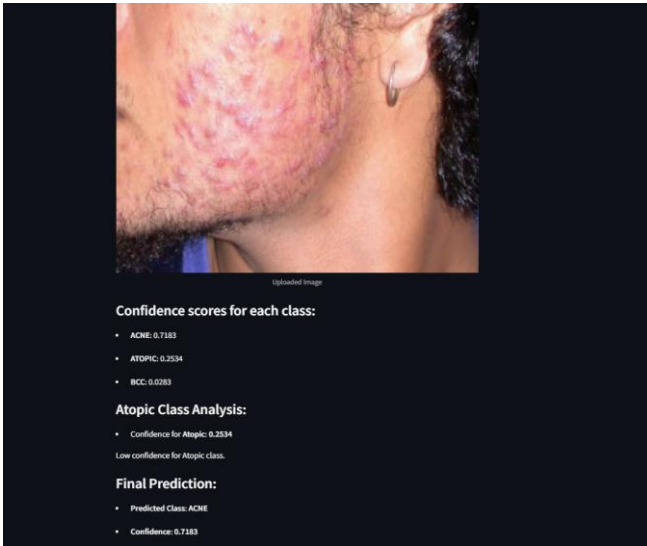 Uploaded Image
Confidence scores for each class:
• ACNE: 0.7183
• ATOPIC: 0.2534
• BCC: 0.0283
Atopic Class Analysis:
• Confidence for Atopic: 0.2534
Low confidence for Atopic class.
Final Prediction:
• Predicted Class: ACNE
• Confidence: 0.7183